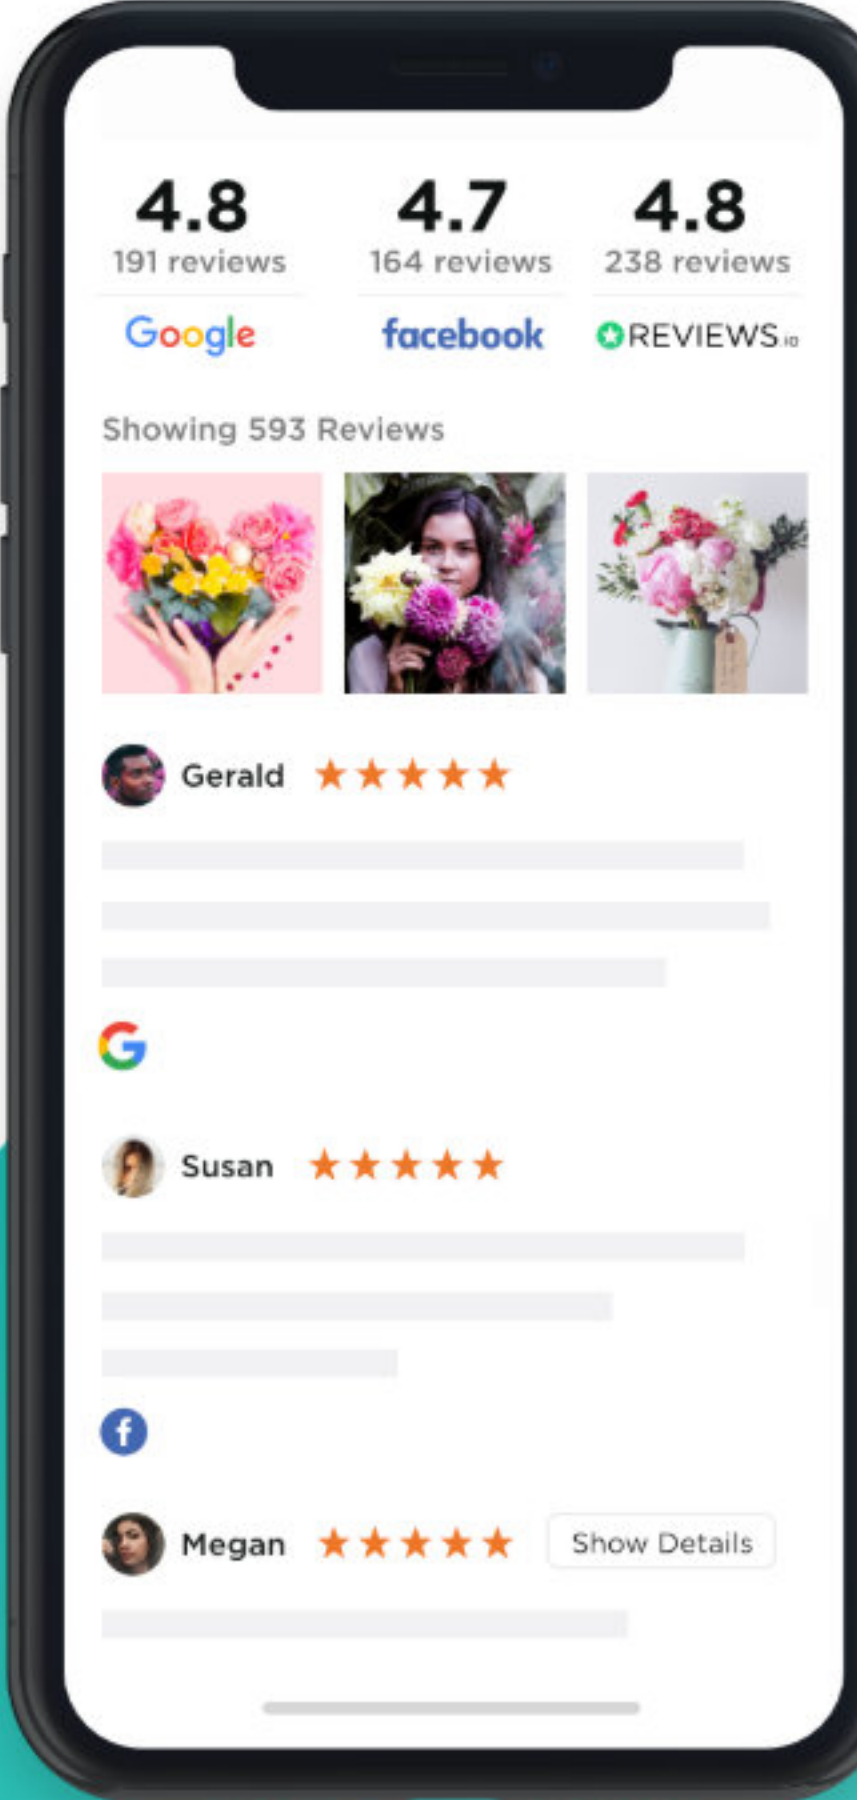 4.8 4.7 4.8
191 reviews 164 reviews 238 reviews
Google facebook REVIEWS.io
Showing 593 Reviews
Gerald
G
Susan
f
Megan Show Details